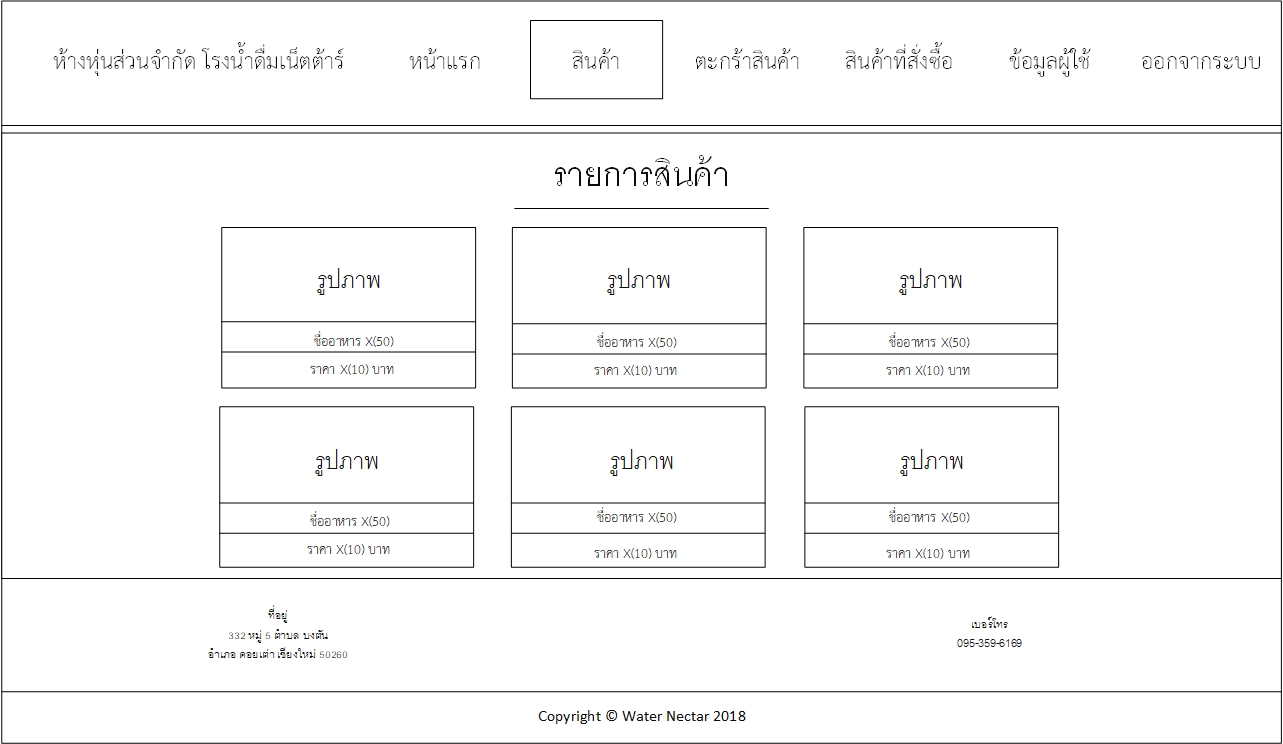 ห้างหุ่นส่วนจำกัด โรงน้ำดื่มเน็ตต้าร์ หน้าแรก สินค้า ตะกร้าสินค้า สินค้าที่สั่งซื้อ ข้อมูลผู้ใช้ ออกจากระบบ
รายการสินค้า
รูปภาพ รูปภาพ รูปภาพ
ชื่ออาหาร X(50) ชื่ออาหาร X(50) ชื่ออาหาร X(50)
ราคา X(10) บาท ราคา X(10) บาท ราคา X(10) บาท
รูปภาพ รูปภาพ รูปภาพ
ชื่ออาหาร X(50) ชื่ออาหาร X(50) ชื่ออาหาร X(50)
ราคา X(10) บาท ราคา X(10) บาท ราคา X(10) บาท
ที่อยู่
332 หมู่ 5 ตำบล บงตัน
อำเภอ ดอยเต่า เชียงใหม่ 50260
เบอร์โทร
095-359-6169
Copyright © Water Nectar 2018